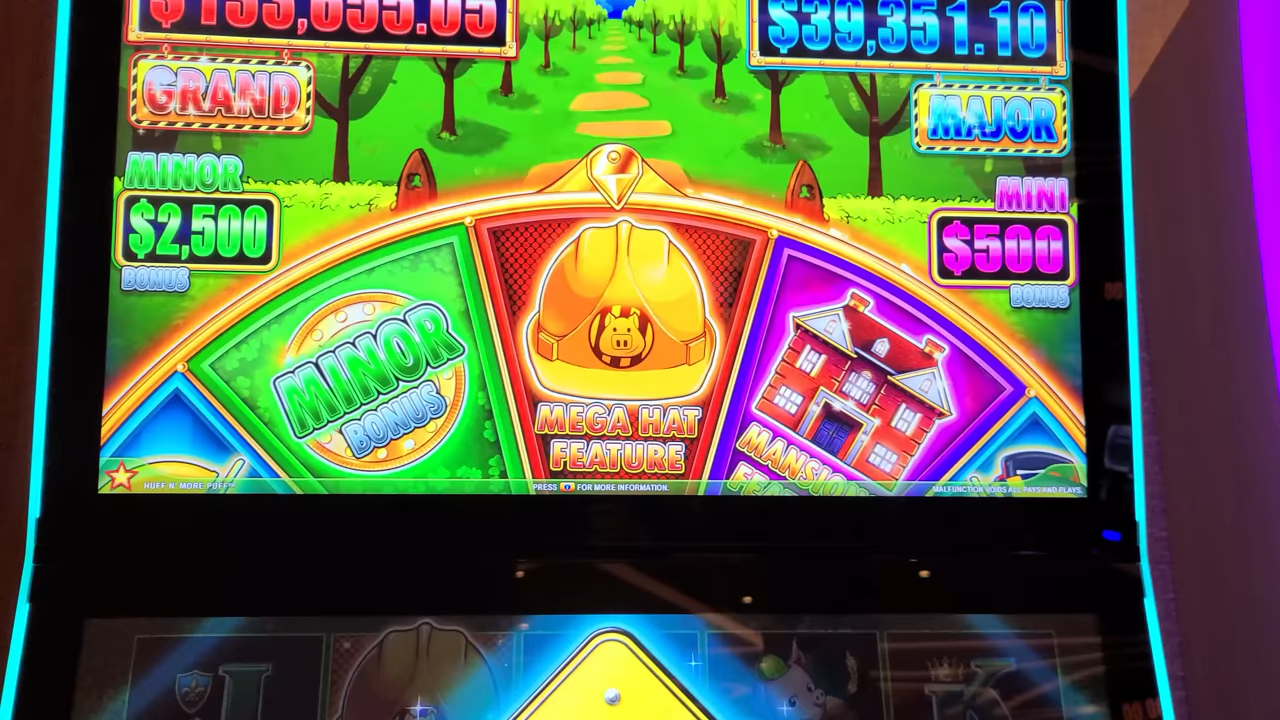 $39,351.10
GRAND
MAJOR
MINOR
$2,500
BONUS
MINI
$500
BONUS
MINOR
BONUS
MEGA HAT
FEATURE
MANSION
HUFF N' MORE PUFF™
PRESS FOR MORE INFORMATION.
MALFUNCTION VOIDS ALL PAYS AND PLAYS.